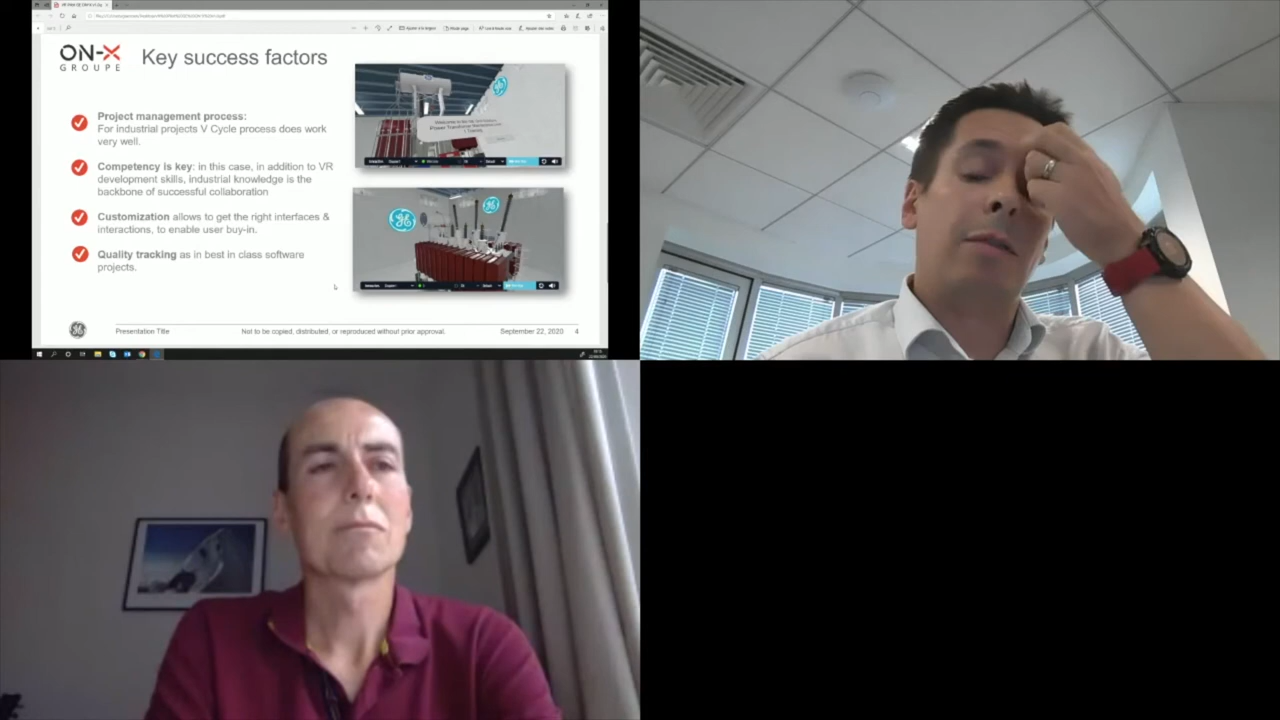 ON-X
GROUPE
Key success factors
Project management process:
For industrial projects V Cycle process does work
very well.
Competency is key: in this case, in addition to VR
development skills, industrial knowledge is the
backbone of successful collaboration
Customization allows to get the right interfaces &
interactions, to enable user buy-in.
Quality tracking as in best in class software
projects.
Presentation Title
Not to be copied, distributed, or reproduced without prior approval.
September 22, 2020
4